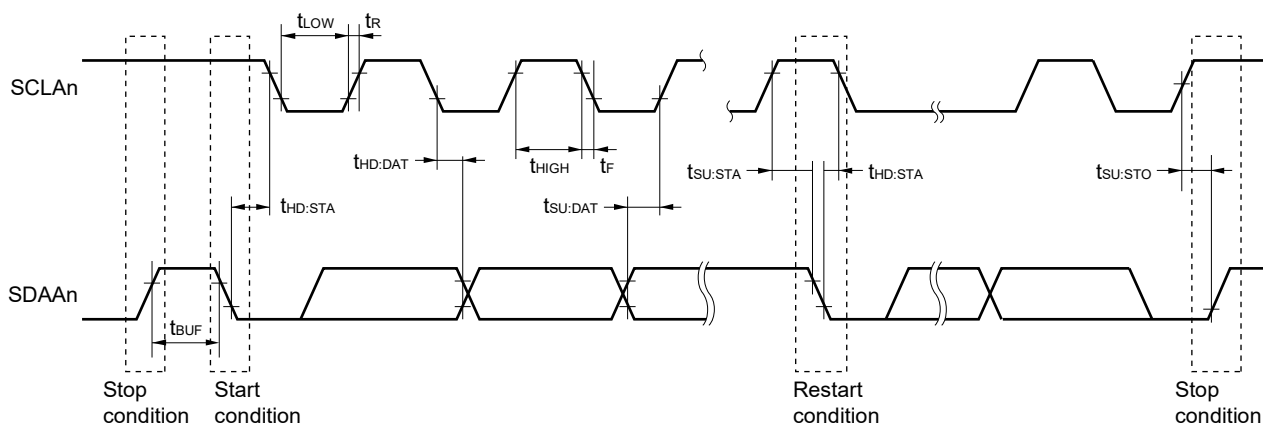 tLOW
tR
SCLAn
tHD:DAT
tHIGH
tF
tSU:STA
tHD:STA
tSU:STO
tHD:STA
tSU:DAT
SDAAn
tBUF
Stop
condition
Start
condition
Restart
condition
Stop
condition